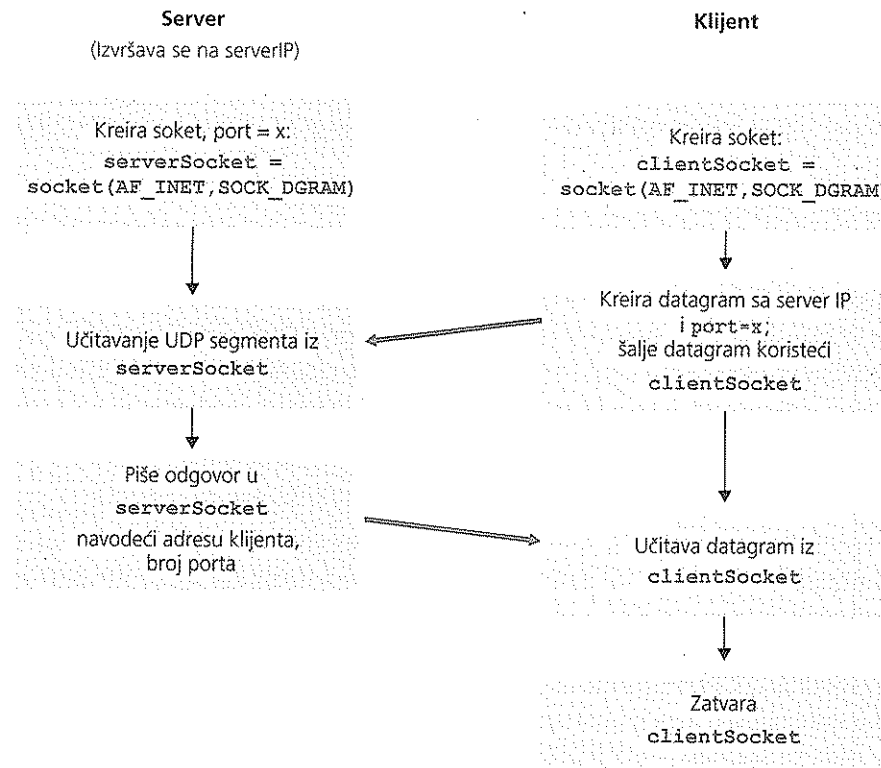 Server
(Izvršava se na serverIP)
Kreira soket, port = x:
serverSocket =
socket(AF_INET,SOCK_DGRAM)
Učitavanje UDP segmenta iz
serverSocket
Piše odgovor u
serverSocket
navodeći adresu klijenta,
broj porta
Klijent
Kreira soket:
clientSocket =
socket(AF_INET,SOCK_DGRAM
Kreira datagram sa server IP
i port=x;
šalje datagram koristeći
clientSocket
Učitava datagram iz
clientSocket
Zatvara
clientSocket